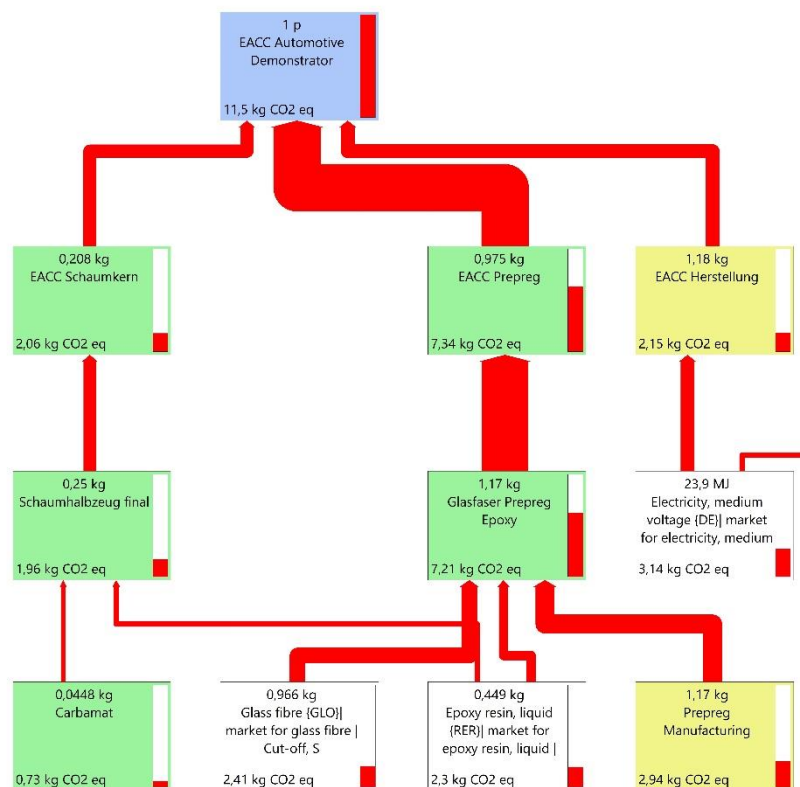 1 p
EACC Automotive
Demonstrator
11,5 kg CO2 eq
0,208 kg
EACC Schaumkern
2,06 kg CO2 eq
0,975 kg
EACC Prepreg
7,34 kg CO2 eq
1,18 kg
EACC Herstellung
2,15 kg CO2 eq
0,25 kg
Schaumhalbzeug final
1,96 kg CO2 eq
1,17 kg
Glasfaser Prepreg
Epoxy
7,21 kg CO2 eq
23,9 MJ
Electricity, medium
voltage {DE}| market
for electricity, medium
3,14 kg CO2 eq
0,0448 kg
Carbamat
0,73 kg CO2 eq
0,966 kg
Glass fibre {GLO}|
market for glass fibre |
Cut-off, S
2,41 kg CO2 eq
0,449 kg
Epoxy resin, liquid
{RER}| market for
epoxy resin, liquid |
2,3 kg CO2 eq
1,17 kg
Prepreg
Manufacturing
2,94 kg CO2 eq